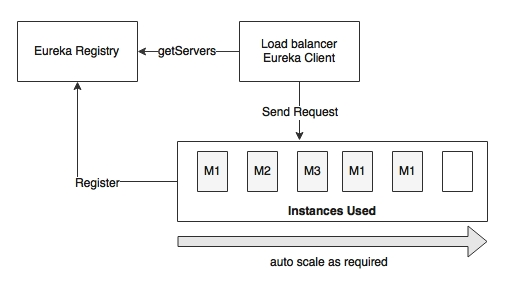 Eureka Registry
getServers
Load balancer
Eureka Client
Send Request
M1
M2
M3
M1
M1
Register
Instances Used
auto scale as required